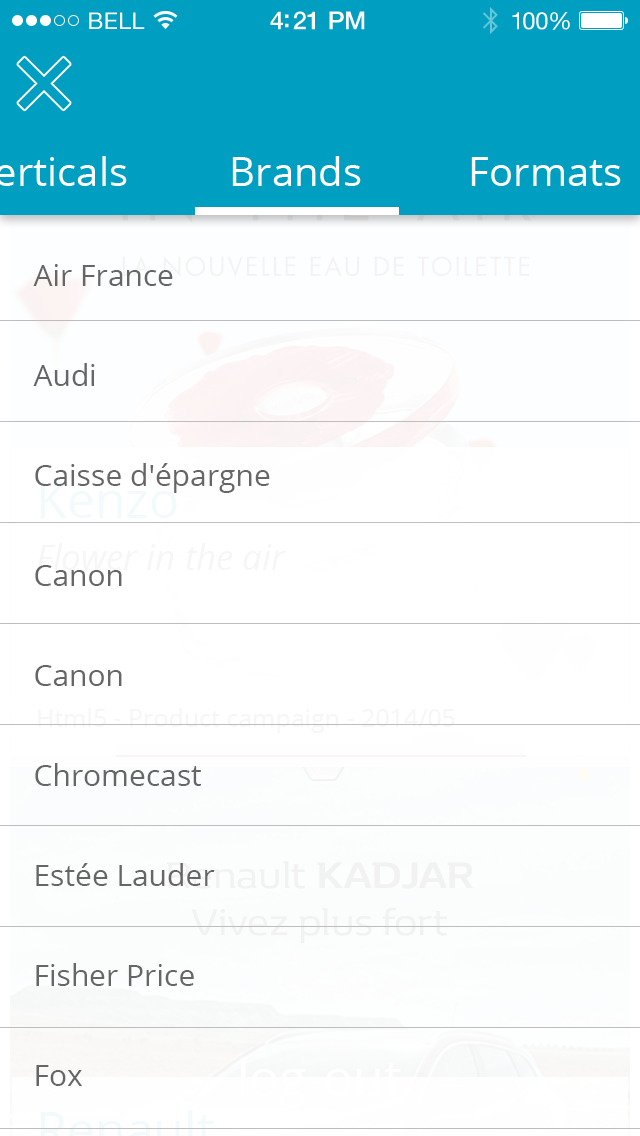 BELL 4:21 PM 100%
erticals Brands Formats
LA NOUVELLE EAU DE TOILETTE
Air France
Audi
Caisse d'épargne
Kenzo
Flower in the air
Canon
Canon
Html5 - Product campaign - 2014/05
Chromecast
Estée Lauder
Renault KADJAR
Vivez plus fort
Fisher Price
Fox
log out
Renault